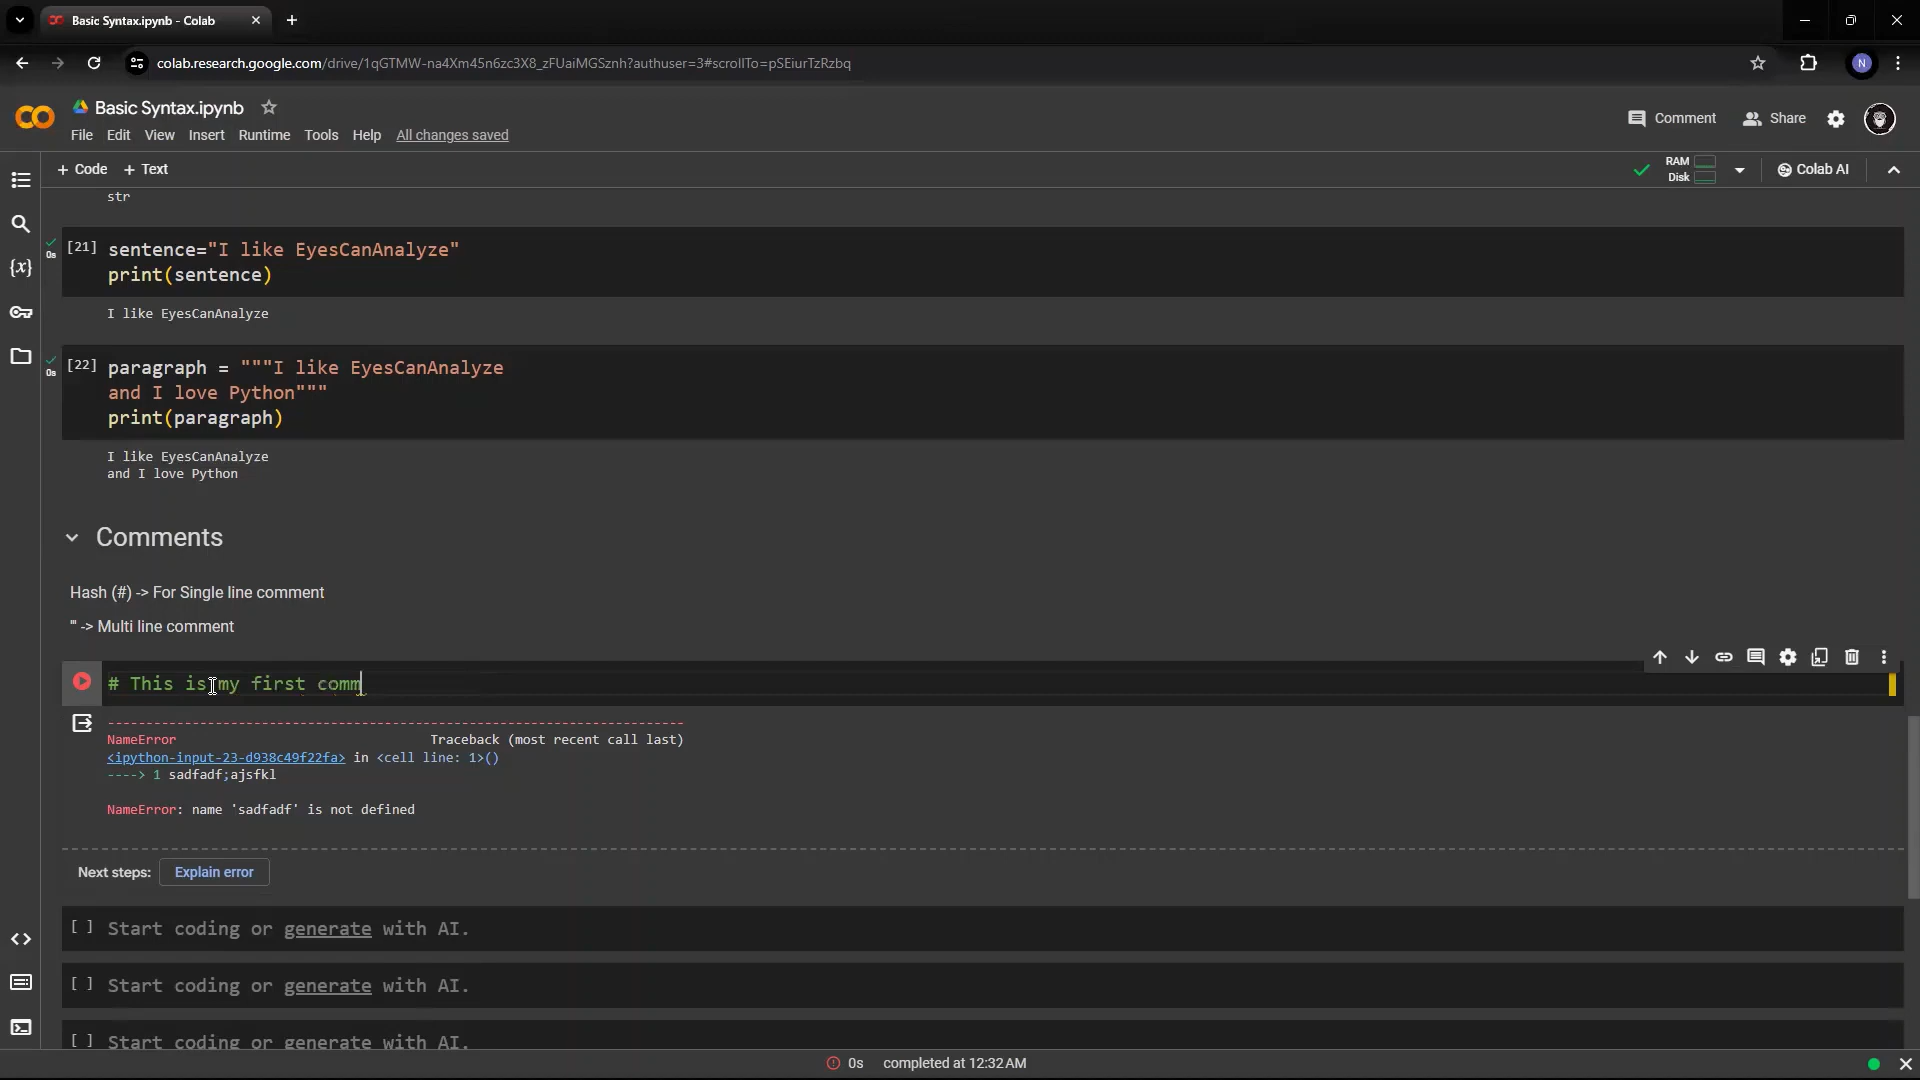 Basic Syntax.ipynb - Colab
colab.research.google.com/drive/1qGTMW-na4Xm45n6zc3X8_zFUaiMGSznh?authuser=3#scrollTo=pSEiurTzRzbq
N
Basic Syntax.ipynb
Comment Share
File Edit View Insert Runtime Tools Help All changes saved
+ Code + Text
RAM
Disk
Colab AI
str
[21] sentence="I like EyesCanAnalyze"
0s
print(sentence)
I like EyesCanAnalyze
[22] paragraph = """I like EyesCanAnalyze
0s
and I love Python"""
print(paragraph)
I like EyesCanAnalyze
and I love Python
Comments
Hash (#) -> For Single line comment
''' -> Multi line comment
# This is my first comm
---------------------------------------------------------------------------
NameError Traceback (most recent call last)
<ipython-input-23-d938c49f22fa> in <cell line: 1>()
----> 1 sadfadf;ajsfkl
NameError: name 'sadfadf' is not defined
Next steps: Explain error
[ ] Start coding or generate with AI.
[ ] Start coding or generate with AI.
[ ] Start coding or generate with AI.
0s completed at 12:32 AM